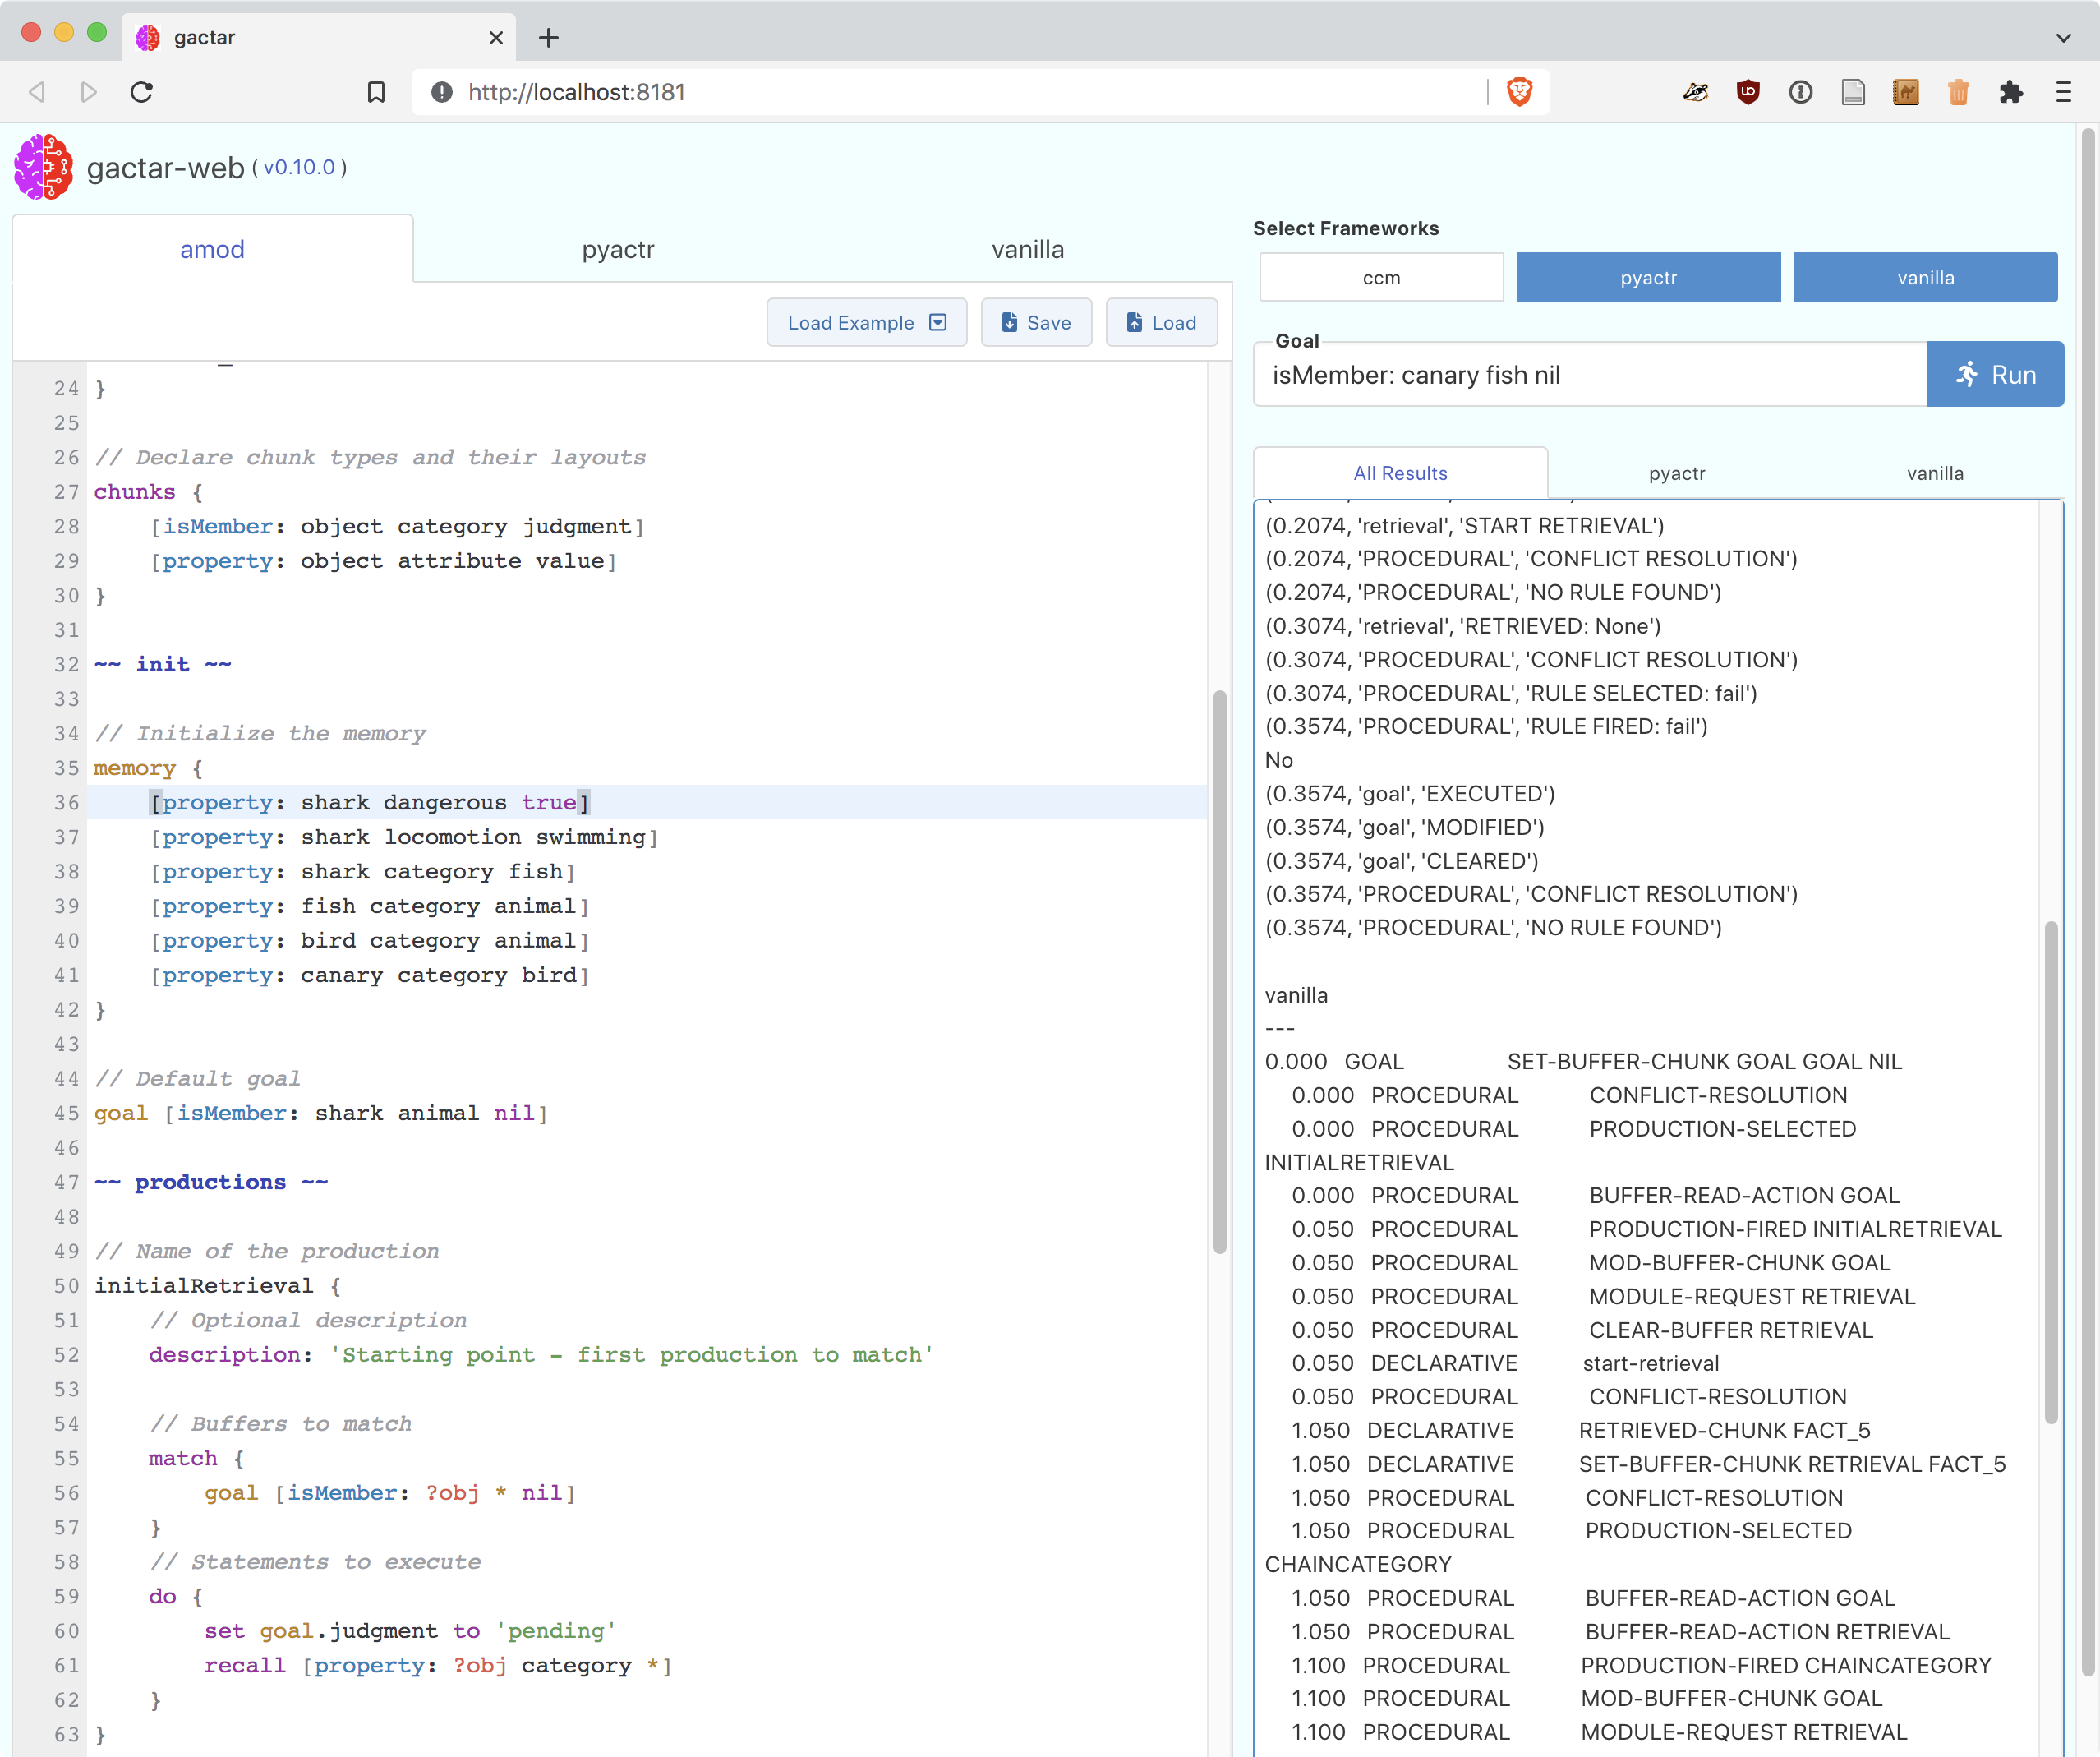 gactar
http://localhost:8181
gactar-web ( v0.10.0 )
amod pyactr vanilla
Load Example Save Load
24 }
25
26 // Declare chunk types and their layouts
27 chunks {
28 [isMember: object category judgment]
29 [property: object attribute value]
30 }
31
32 ~~ init ~~
33
34 // Initialize the memory
35 memory {
36 [property: shark dangerous true]
37 [property: shark locomotion swimming]
38 [property: shark category fish]
39 [property: fish category animal]
40 [property: bird category animal]
41 [property: canary category bird]
42 }
43
44 // Default goal
45 goal [isMember: shark animal nil]
46
47 ~~ productions ~~
48
49 // Name of the production
50 initialRetrieval {
51 // Optional description
52 description: 'Starting point - first production to match'
53
54 // Buffers to match
55 match {
56 goal [isMember: ?obj * nil]
57 }
58 // Statements to execute
59 do {
60 set goal.judgment to 'pending'
61 recall [property: ?obj category *]
62 }
63 }
Select Frameworks
ccm pyactr vanilla
Goal
isMember: canary fish nil
Run
All Results pyactr vanilla
(0.2074, 'retrieval', 'START RETRIEVAL')
(0.2074, 'PROCEDURAL', 'CONFLICT RESOLUTION')
(0.2074, 'PROCEDURAL', 'NO RULE FOUND')
(0.3074, 'retrieval', 'RETRIEVED: None')
(0.3074, 'PROCEDURAL', 'CONFLICT RESOLUTION')
(0.3074, 'PROCEDURAL', 'RULE SELECTED: fail')
(0.3574, 'PROCEDURAL', 'RULE FIRED: fail')
No
(0.3574, 'goal', 'EXECUTED')
(0.3574, 'goal', 'MODIFIED')
(0.3574, 'goal', 'CLEARED')
(0.3574, 'PROCEDURAL', 'CONFLICT RESOLUTION')
(0.3574, 'PROCEDURAL', 'NO RULE FOUND')
vanilla
---
0.000 GOAL SET-BUFFER-CHUNK GOAL GOAL NIL
0.000 PROCEDURAL CONFLICT-RESOLUTION
0.000 PROCEDURAL PRODUCTION-SELECTED
INITIALRETRIEVAL
0.000 PROCEDURAL BUFFER-READ-ACTION GOAL
0.050 PROCEDURAL PRODUCTION-FIRED INITIALRETRIEVAL
0.050 PROCEDURAL MOD-BUFFER-CHUNK GOAL
0.050 PROCEDURAL MODULE-REQUEST RETRIEVAL
0.050 PROCEDURAL CLEAR-BUFFER RETRIEVAL
0.050 DECLARATIVE start-retrieval
0.050 PROCEDURAL CONFLICT-RESOLUTION
1.050 DECLARATIVE RETRIEVED-CHUNK FACT_5
1.050 DECLARATIVE SET-BUFFER-CHUNK RETRIEVAL FACT_5
1.050 PROCEDURAL CONFLICT-RESOLUTION
1.050 PROCEDURAL PRODUCTION-SELECTED
CHAINCATEGORY
1.050 PROCEDURAL BUFFER-READ-ACTION GOAL
1.050 PROCEDURAL BUFFER-READ-ACTION RETRIEVAL
1.100 PROCEDURAL PRODUCTION-FIRED CHAINCATEGORY
1.100 PROCEDURAL MOD-BUFFER-CHUNK GOAL
1.100 PROCEDURAL MODULE-REQUEST RETRIEVAL